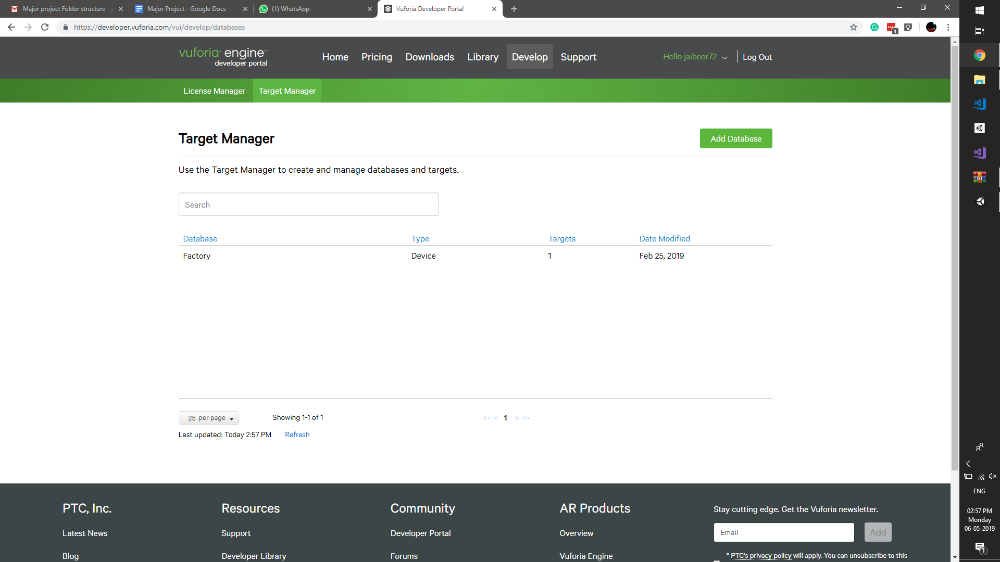 Major project Folder structure - j
Major Project - Google Docs
(1) WhatsApp
Vuforia Developer Portal
https://developer.vuforia.com/vui/develop/databases
1
vuforia engine™
developer portal
Home
Pricing
Downloads
Library
Develop
Support
Hello jaibeer72
Log Out
License Manager
Target Manager
Target Manager
Add Database
Use the Target Manager to create and manage databases and targets.
Search
Database Type Targets Date Modified
Factory Device 1 Feb 25, 2019
25 per page
Showing 1-1 of 1
<< < 1 > >>
Last updated: Today 2:57 PM
Refresh
PTC, Inc.
Latest News
Blog
Resources
Support
Developer Library
Community
Developer Portal
Forums
AR Products
Overview
Vuforia Engine
Stay cutting edge. Get the Vuforia newsletter.
Email
Add
* PTC's privacy policy will apply. You can unsubscribe to this
ENG
02:57 PM
Monday
06-05-2019
1